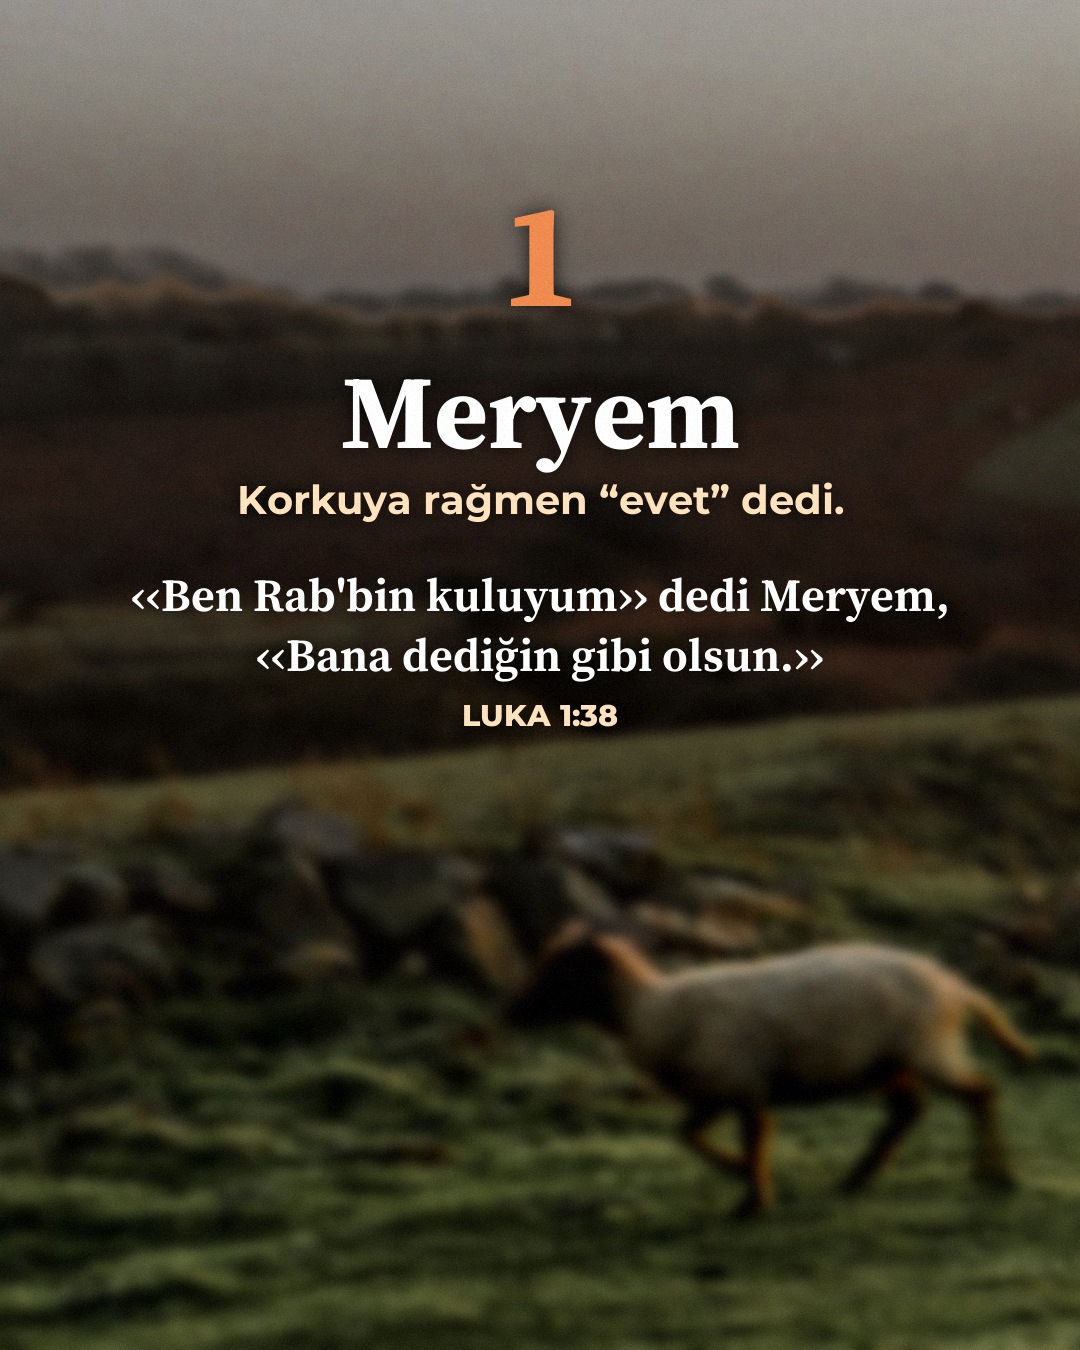 1
Meryem
Korkuya rağmen “evet” dedi.
‹‹Ben Rab'bin kuluyum›› dedi Meryem,
‹‹Bana dediğin gibi olsun.››
LUKA 1:38